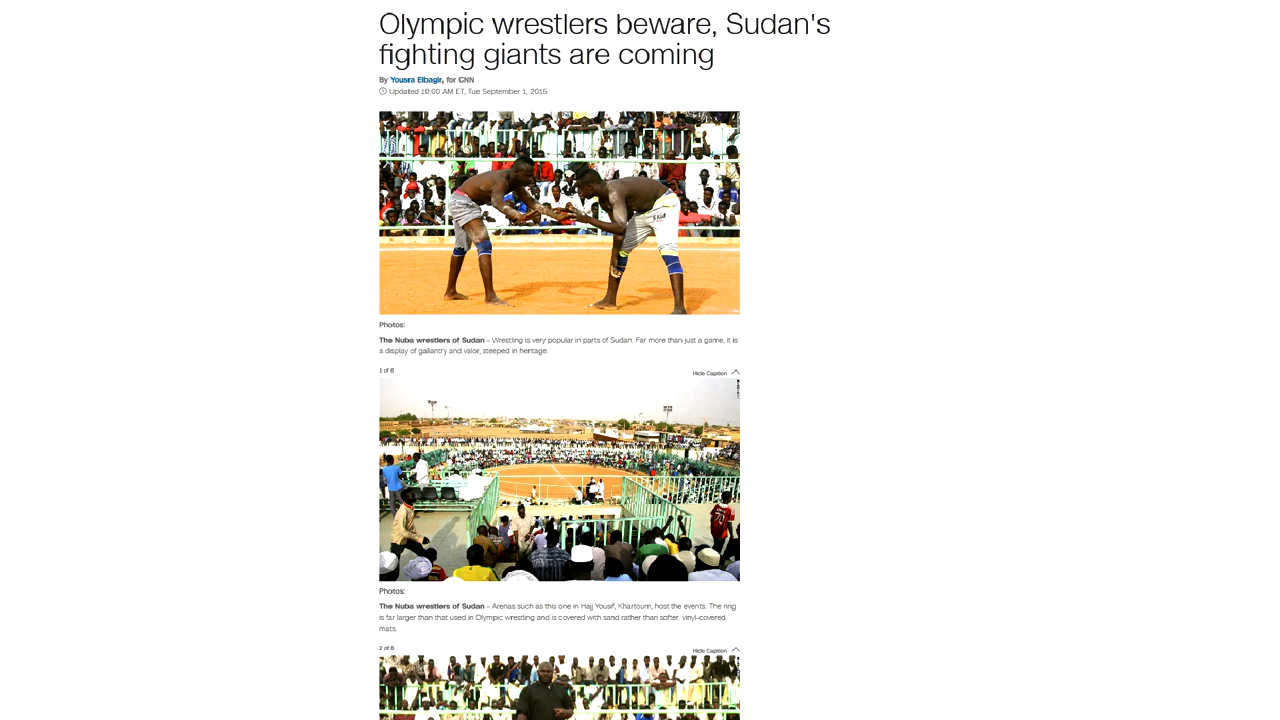 Olympic wrestlers beware, Sudan's
fighting giants are coming
By Yousra Elbagir, for CNN
Updated 10:00 AM ET, Tue September 1, 2015
Photos:
The Nuba wrestlers of Sudan – Wrestling is very popular in parts of Sudan. Far more than just a game, it is
a display of gallantry and valor, steeped in heritage.
1 of 6
Hide Caption
Photos:
The Nuba wrestlers of Sudan – Arenas such as this one in Hajj Yousif, Khartoum, host the events. The ring
is far larger than that used in Olympic wrestling and is covered with sand rather than softer, vinyl-covered
mats.
2 of 6
Hide Caption